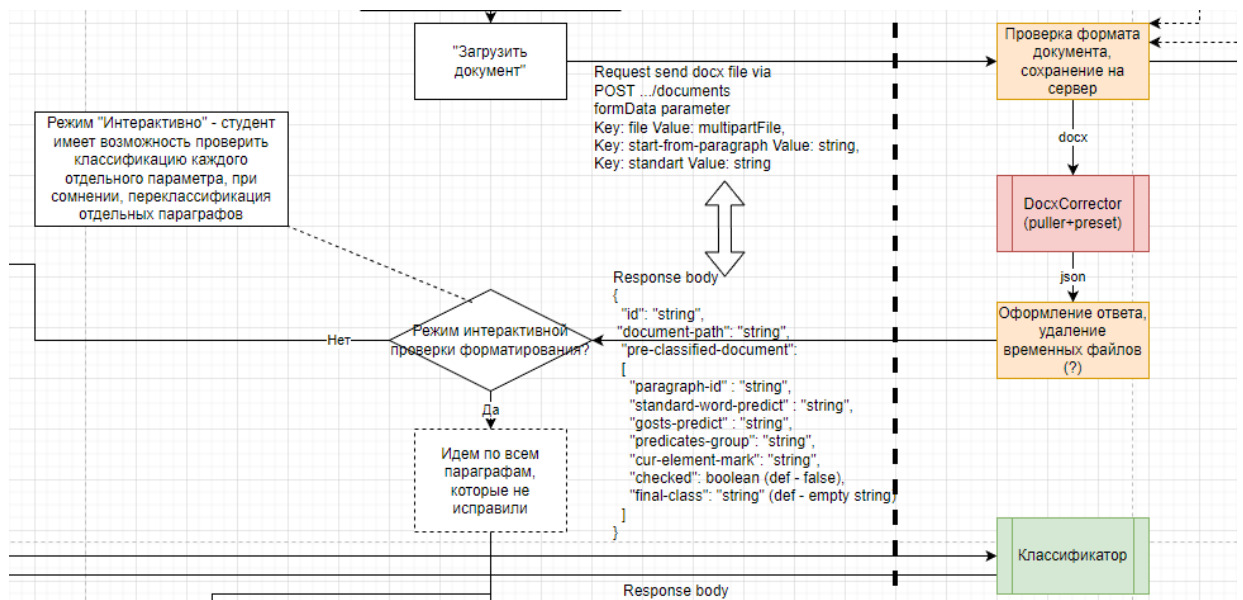 "Загрузить
документ"
Request send docx file via
POST .../documents
formData parameter
Key: file Value: multipartFile,
Key: start-from-paragraph Value: string,
Key: standart Value: string
Проверка формата
документа,
сохранение на
сервер
docx
DocxCorrector
(puller+preset)
json
Оформление ответа,
удаление
временных файлов
(?)
Режим "Интерактивно" - студент
имеет возможность проверить
классификацию каждого
отдельного параметра, при
сомнении, переклассификация
отдельных параграфов
Response body
{
"id": "string",
"document-path": "string",
"pre-classified-document":
[
"paragraph-id" : "string",
"standard-word-predict" : "string",
"gosts-predict" : "string",
"predicates-group": "string",
"cur-element-mark": "string",
"checked": boolean (def - false),
"final-class": "string" (def - empty string)
]
}
Режим интерактивной
проверки форматирования?
Нет
Да
Идем по всем
параграфам,
которые не
исправили
Классификатор
Response body